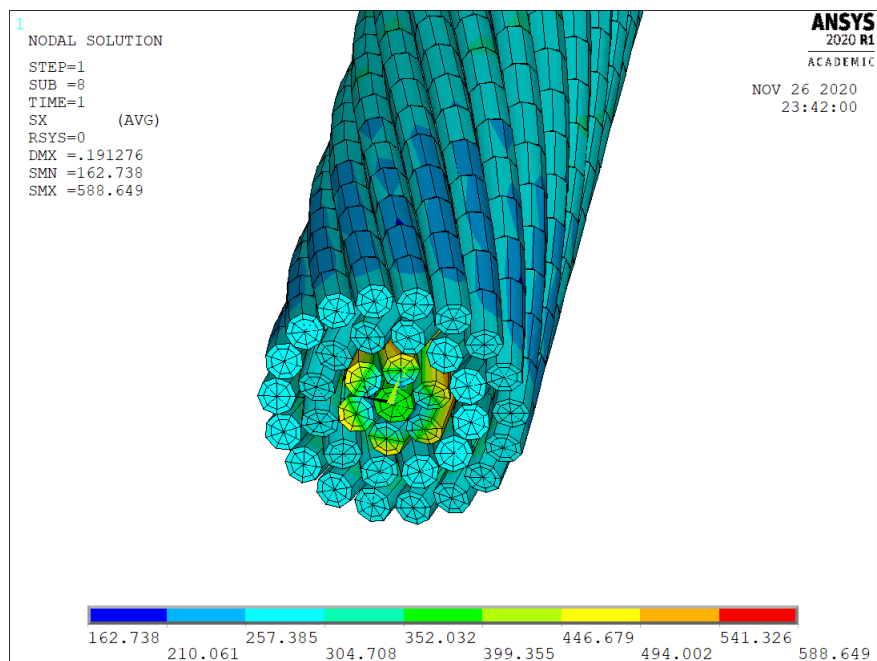 1
NODAL SOLUTION
STEP=1
SUB =8
TIME=1
SX (AVG)
RSYS=0
DMX =.191276
SMN =162.738
SMX =588.649
ANSYS
2020 R1
ACADEMIC
NOV 26 2020
23:42:00
162.738 257.385 352.032 446.679 541.326
210.061 304.708 399.355 494.002 588.649